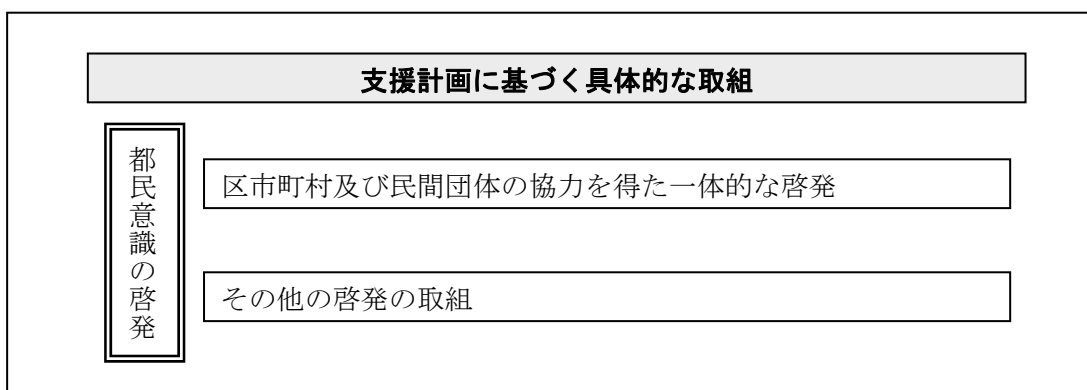 支援計画に基づく具体的な取組
都民意識の啓発
区市町村及び民間団体の協力を得た一体的な啓発
その他の啓発の取組